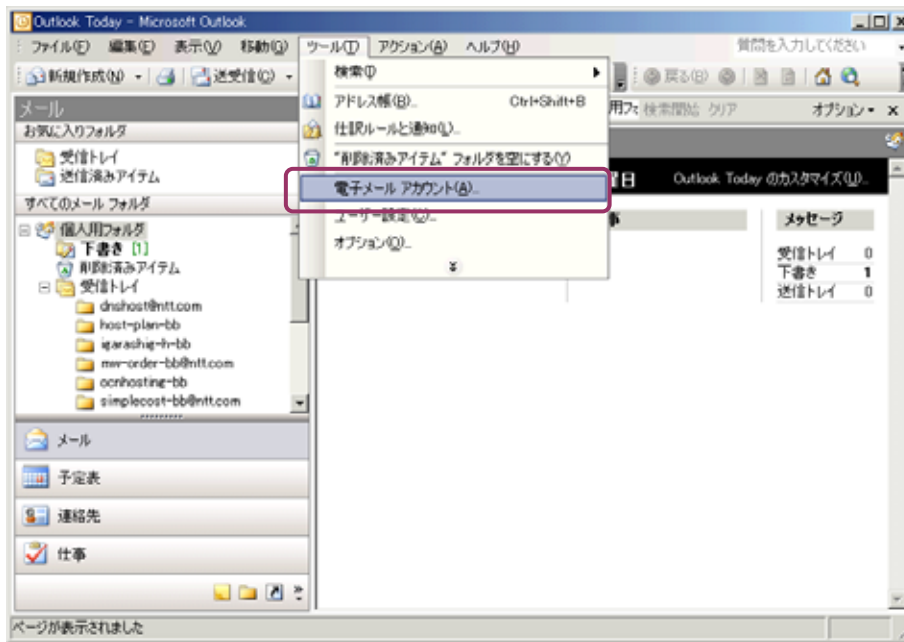 Outlook Today - Microsoft Outlook
ファイル(F) 編集(E) 表示(V) 移動(G) ツール(T) アクション(A) ヘルプ(H) 質問を入力してください
新規作成(N) 送受信(C) 戻る(B)
検索(I)
アドレス帳(B)... Ctrl+Shift+B
仕訳ルールと通知(L)...
"削除済みアイテム" フォルダを空にする(Y)
電子メール アカウント(A)...
ユーザー設定(C)...
オプション(O)...
検索開始 クリア オプション
メール
お気に入りフォルダ
受信トレイ
送信済みアイテム
すべてのメール フォルダ
個人用フォルダ
下書き [1]
削除済みアイテム
受信トレイ
dnshost@ntt.com
host-plan-bb
igarashig-h-bb
mw-order-bb@ntt.com
ocnhosting-bb
simplecost-bb@ntt.com
曜日 Outlook Today のカスタマイズ(U)...
メッセージ
受信トレイ 0
下書き 1
送信トレイ 0
メール
予定表
連絡先
仕事
ページが表示されました